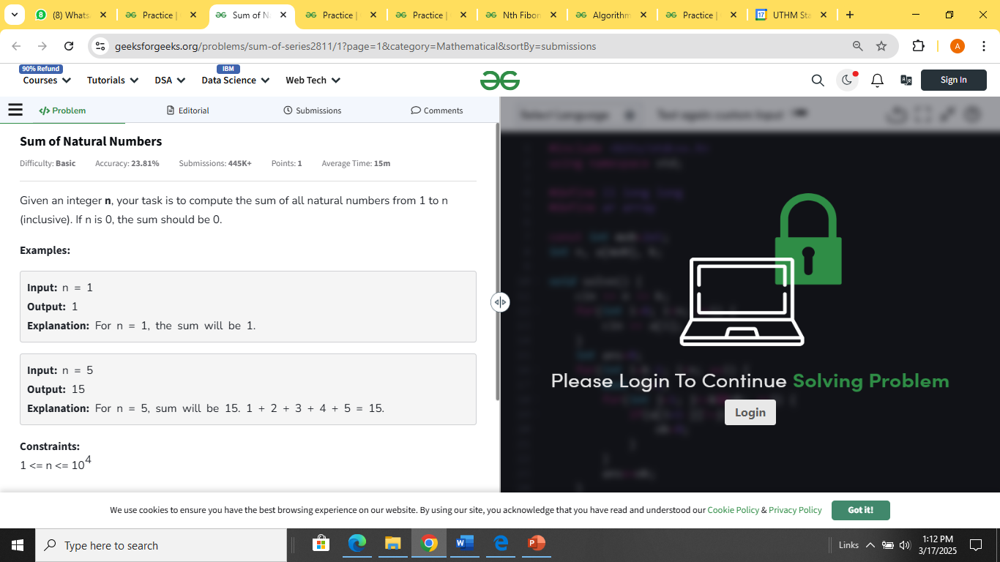 8
(8) Whats
Practice |
Sum of N
Practice |
Practice |
Nth Fibon
Algorithm
Practice |
17
UTHM Sta
geeksforgeeks.org/problems/sum-of-series2811/1?page=1&category=Mathematical&sortBy=submissions
A
90% Refund
IBM
Courses
Tutorials
DSA
Data Science
Web Tech
Sign In
Problem
Editorial
Submissions
Comments
Sum of Natural Numbers
Difficulty: Basic Accuracy: 23.81% Submissions: 445K+ Points: 1 Average Time: 15m
Given an integer n, your task is to compute the sum of all natural numbers from 1 to n
(inclusive). If n is 0, the sum should be 0.
Examples:
Input: n = 1
Output: 1
Explanation: For n = 1, the sum will be 1.
Input: n = 5
Output: 15
Explanation: For n = 5, sum will be 15. 1 + 2 + 3 + 4 + 5 = 15.
Constraints:
1 <= n <= 10^4
Please Login To Continue Solving Problem
Login
We use cookies to ensure you have the best browsing experience on our website. By using our site, you acknowledge that you have read and understood our Cookie Policy & Privacy Policy
Got it!
Type here to search
Links
1:12 PM
3/17/2025